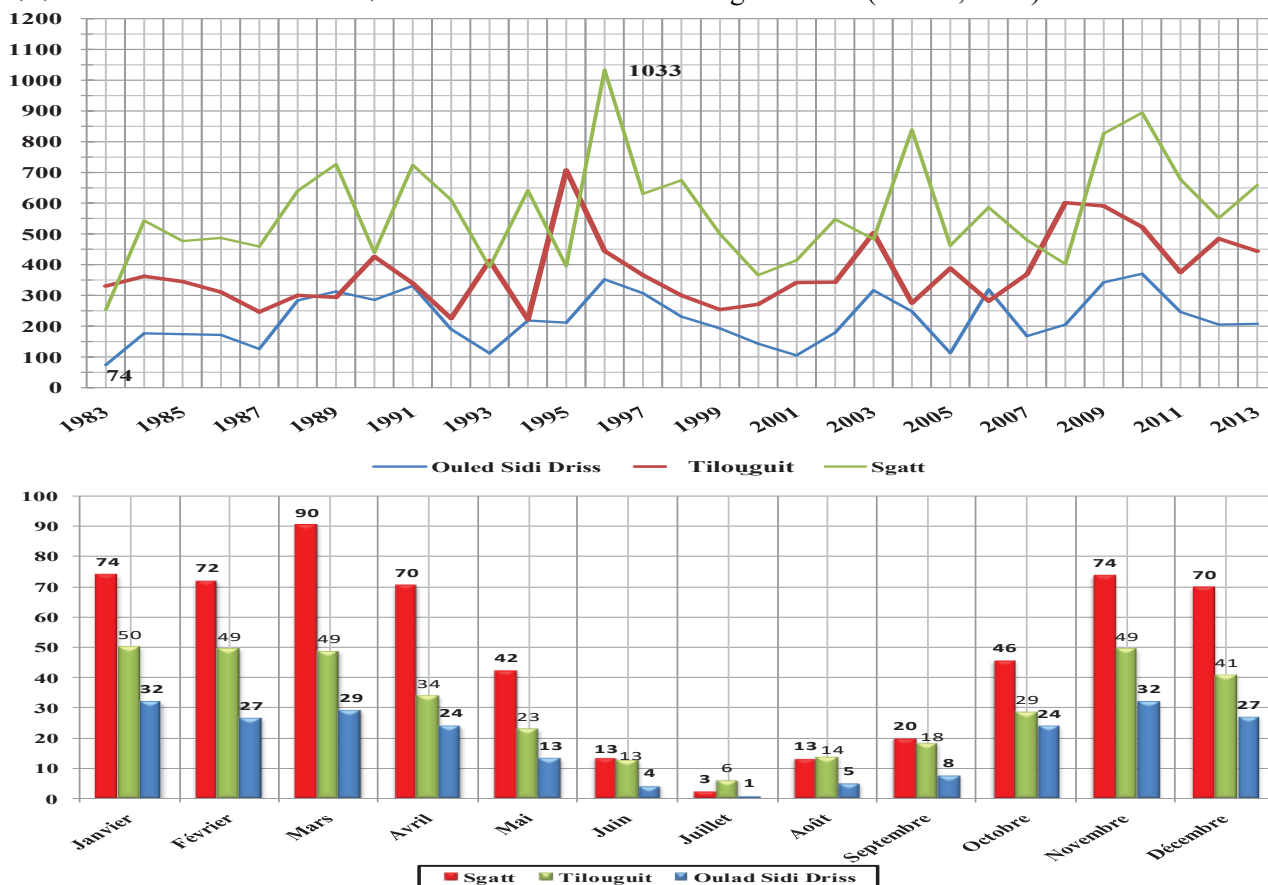 1200
1100
1000
900
800
700
600
500
400
300
200
100
0
1033
74
1983 1985 1987 1989 1991 1993 1995 1997 1999 2001 2003 2005 2007 2009 2011 2013
Ouled Sidi Driss Tilouguit Sgatt
100
90
80
70
60
50
40
30
20
10
0
74 50 32
72 49 27
90 49 29
70 34 24
42 23 13
13 13 4
3 6 1
13 14 5
20 18 8
46 29 24
74 49 32
70 41 27
Janvier Février Mars Avril Mai Juin Juillet Août Septembre Octobre Novembre Décembre
Sgatt Tilouguit Oulad Sidi Driss